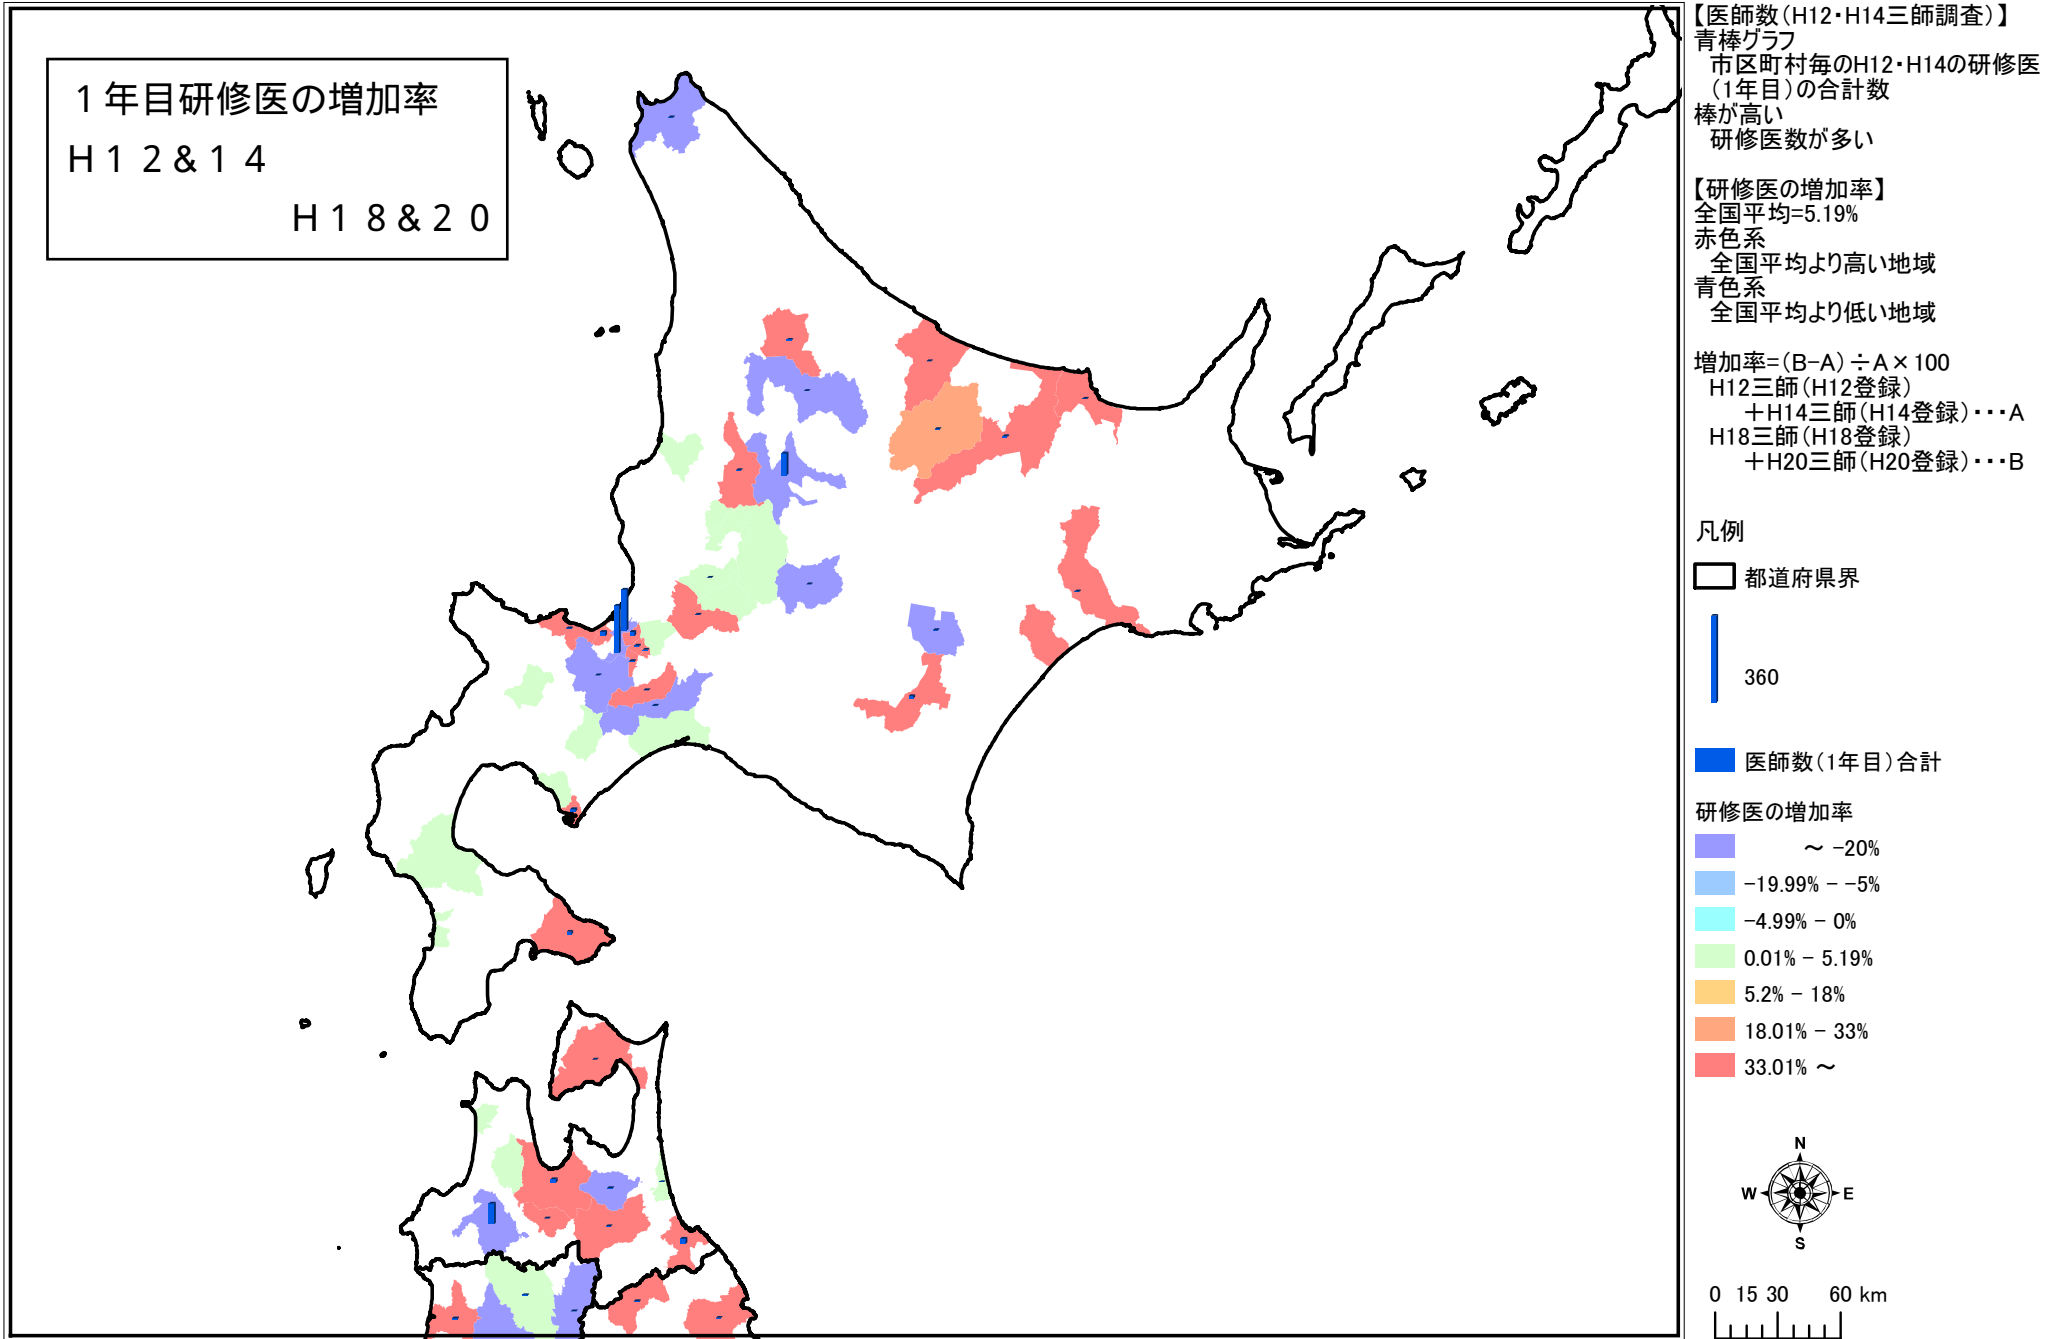 1年目研修医の増加率
H12&14
H18&20
【医師数(H12・H14三師調査)】
青棒グラフ
市区町村毎のH12・H14の研修医
(1年目)の合計数
棒が高い
研修医数が多い
【研修医の増加率】
全国平均=5.19%
赤色系
全国平均より高い地域
青色系
全国平均より低い地域
増加率=(B-A)÷A×100
H12三師(H12登録)
+H14三師(H14登録)・・・A
H18三師(H18登録)
+H20三師(H20登録)・・・B
凡例
都道府県界
360
医師数(1年目)合計
研修医の増加率
～ -20%
-19.99% - -5%
-4.99% - 0%
0.01% - 5.19%
5.2% - 18%
18.01% - 33%
33.01% ～
N
W E
S
0 15 30 60 km